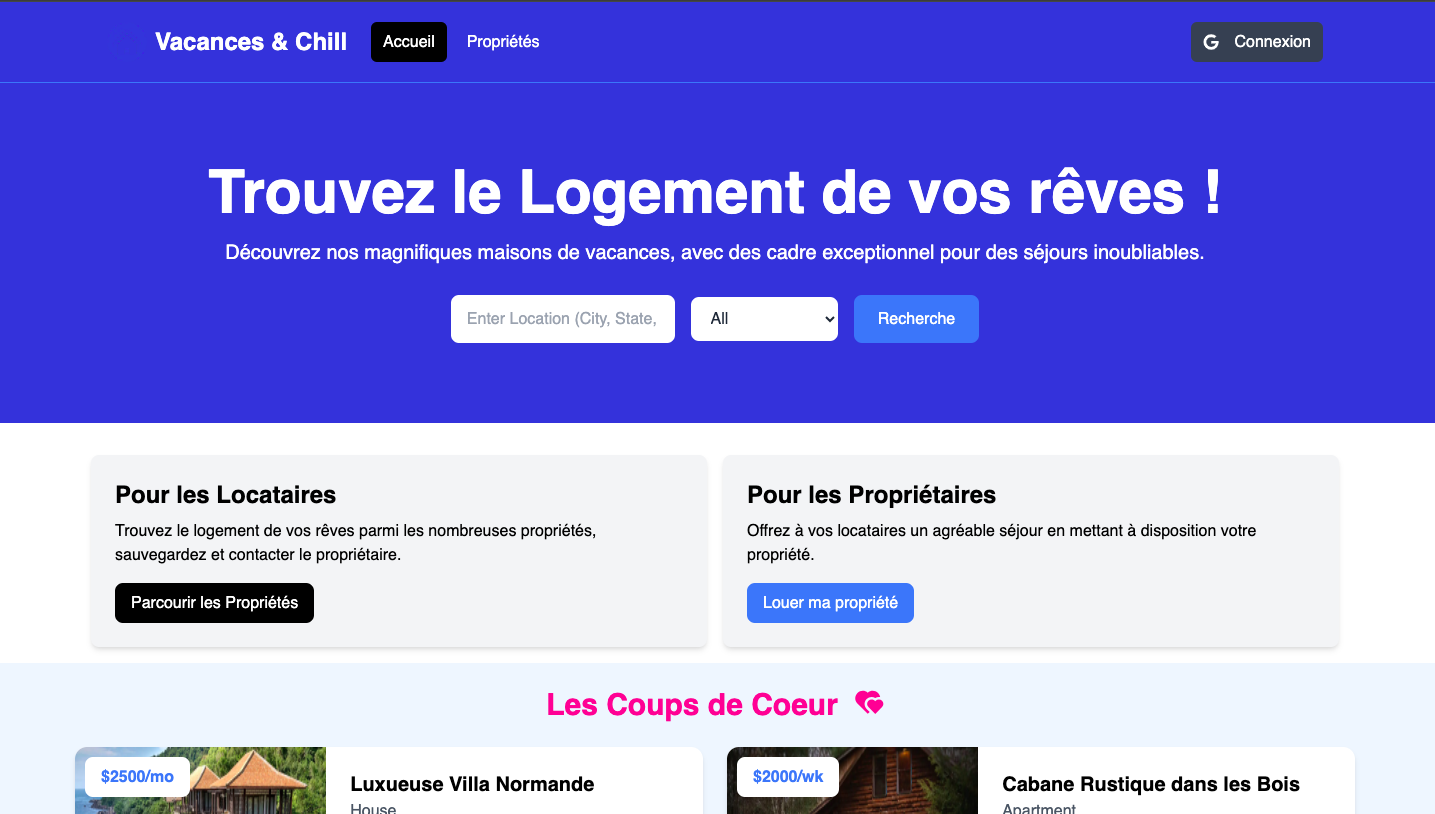 Vacances & Chill
Accueil
Propriétés
Connexion
Trouvez le Logement de vos rêves !
Découvrez nos magnifiques maisons de vacances, avec des cadre exceptionnel pour des séjours inoubliables.
Enter Location (City, State,
All
Recherche
Pour les Locataires
Trouvez le logement de vos rêves parmi les nombreuses propriétés,
sauvegardez et contacter le propriétaire.
Parcourir les Propriétés
Pour les Propriétaires
Offrez à vos locataires un agréable séjour en mettant à disposition votre
propriété.
Louer ma propriété
Les Coups de Coeur
$2500/mo
Luxueuse Villa Normande
House
$2000/wk
Cabane Rustique dans les Bois
Apartment